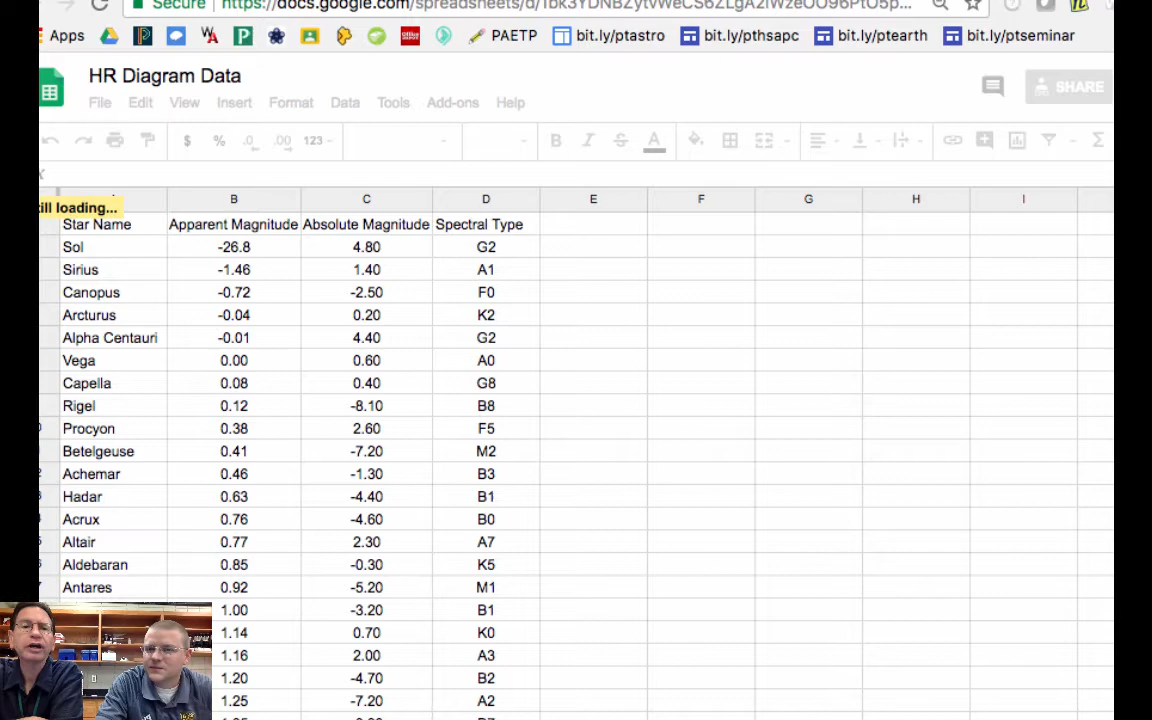 Secure https://docs.google.com/spreadsheets/d/
Apps PAETP bit.ly/ptastro bit.ly/pthsapc bit.ly/ptearth bit.ly/ptseminar
HR Diagram Data
File Edit View Insert Format Data Tools Add-ons Help
SHARE
$ % .0 .00 123 B I S A
B C D E F G H I
ill loading...
Star Name Apparent Magnitude Absolute Magnitude Spectral Type
Sol -26.8 4.80 G2
Sirius -1.46 1.40 A1
Canopus -0.72 -2.50 F0
Arcturus -0.04 0.20 K2
Alpha Centauri -0.01 4.40 G2
Vega 0.00 0.60 A0
Capella 0.08 0.40 G8
Rigel 0.12 -8.10 B8
Procyon 0.38 2.60 F5
Betelgeuse 0.41 -7.20 M2
Achemar 0.46 -1.30 B3
Hadar 0.63 -4.40 B1
Acrux 0.76 -4.60 B0
Altair 0.77 2.30 A7
Aldebaran 0.85 -0.30 K5
Antares 0.92 -5.20 M1
1.00 -3.20 B1
1.14 0.70 K0
1.16 2.00 A3
1.20 -4.70 B2
1.25 -7.20 A2